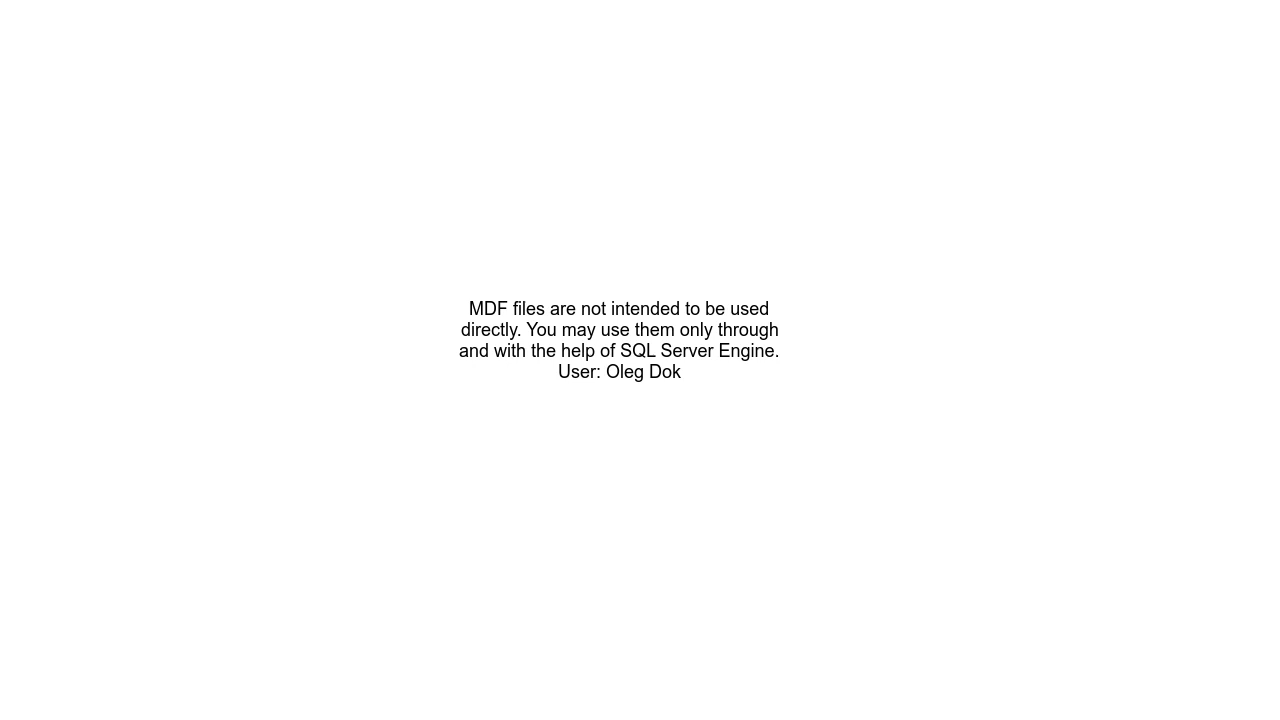 MDF files are not intended to be used
directly. You may use them only through
and with the help of SQL Server Engine.
User: Oleg Dok